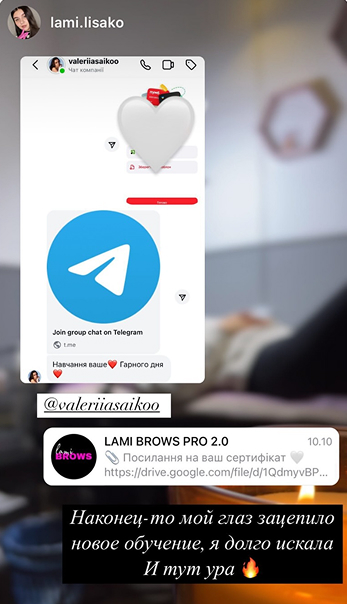 lami.lisako
valeriiasaikoo
Чат компанії
Join group chat on Telegram
t.me
Навчання ваше❤️ Гарного дня
❤️
@valeriiasaikoo
lami
BROWS
LAMI BROWS PRO 2.0 10.10
📎 Посилання на ваш сертифікат 🤍
https://drive.google.com/file/d/1QdmyvBP...
Наконец-то мой глаз зацепило
новое обучение, я долго искала
И тут ура 🔥